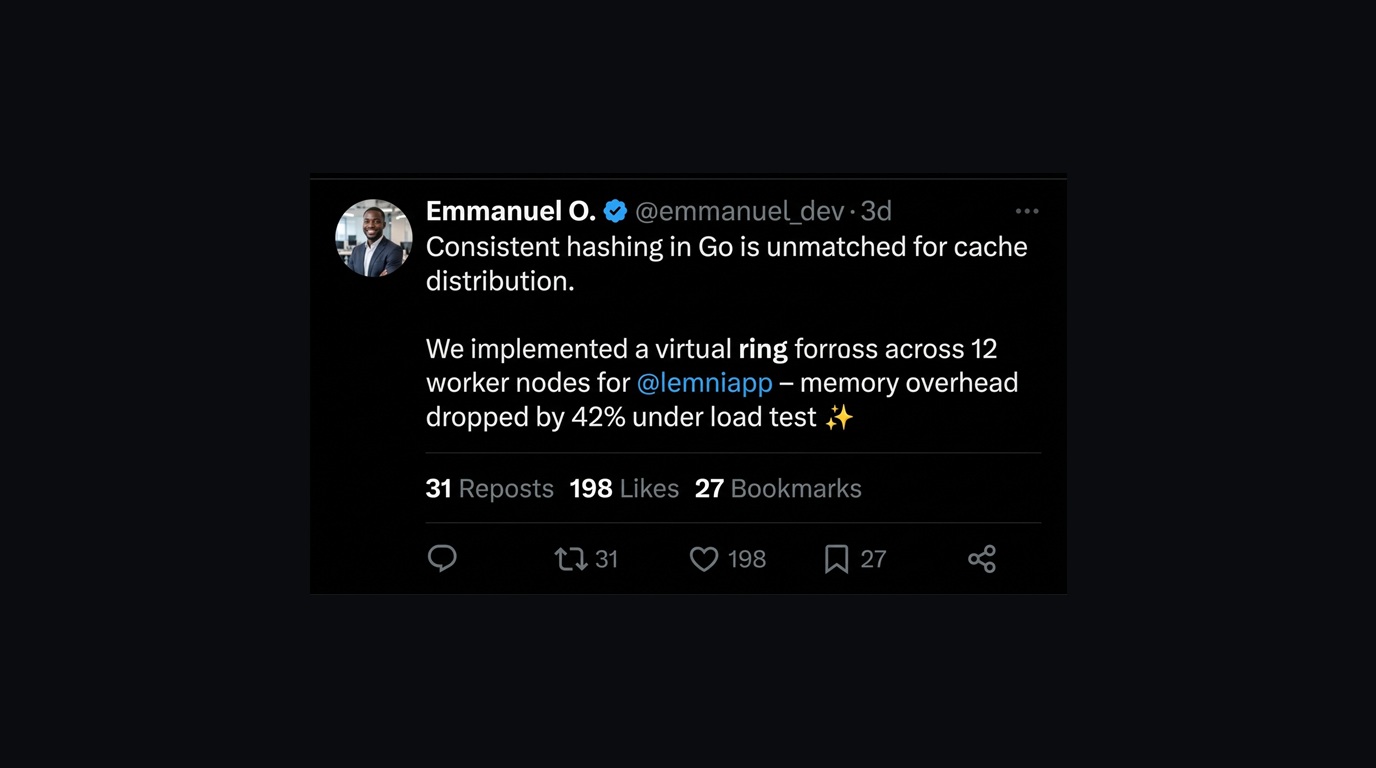 Emmanuel O. @emmanuel_dev · 3d
Consistent hashing in Go is unmatched for cache
distribution.
We implemented a virtual ring forross across 12
worker nodes for @lemniapp – memory overhead
dropped by 42% under load test ✨
31 Reposts 198 Likes 27 Bookmarks
31 198 27